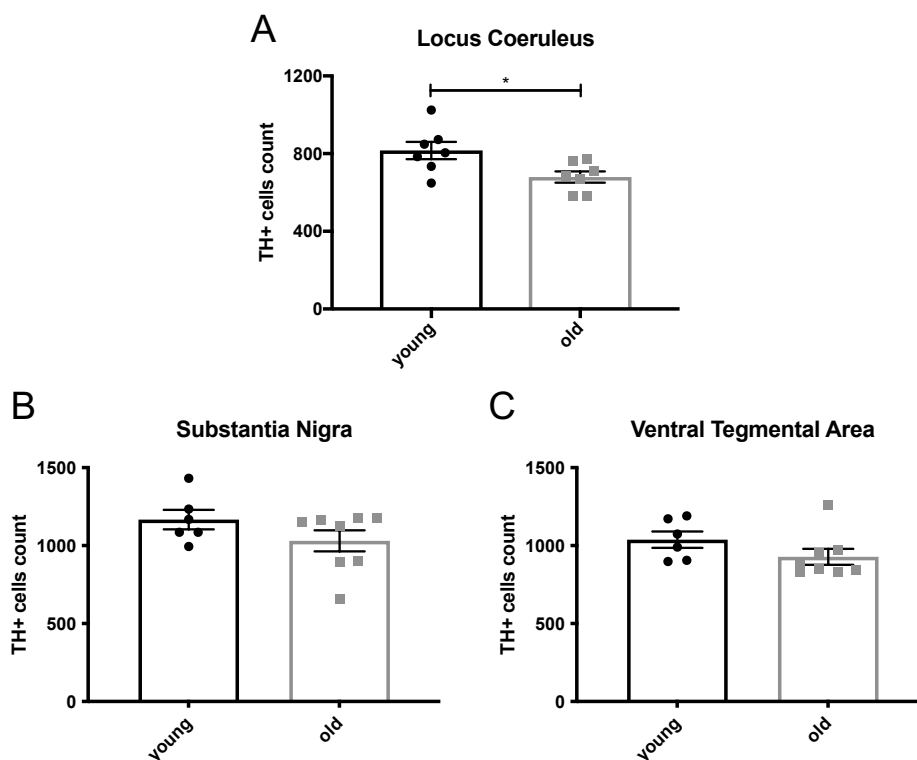 A
Locus Coeruleus
*
1200
800
400
0
TH+ cells count
young
old
B
Substantia Nigra
1500
1000
500
0
TH+ cells count
young
old
C
Ventral Tegmental Area
1500
1000
500
0
TH+ cells count
young
old